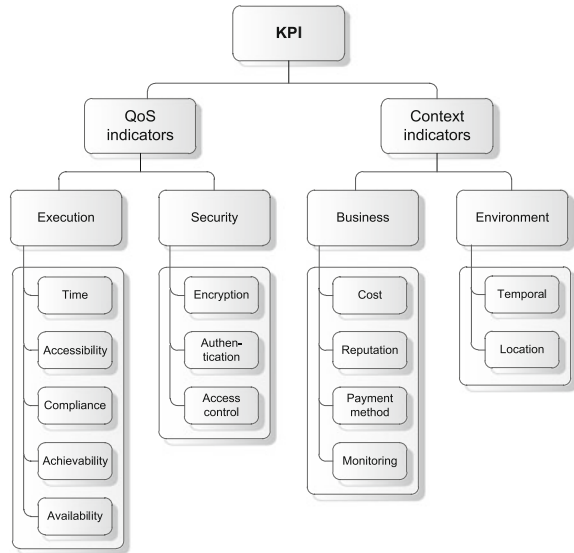 KPI
QoS
indicators
Context
indicators
Execution
Security
Business
Environment
Time
Accessibility
Compliance
Achievability
Availability
Encryption
Authen-
tication
Access
control
Cost
Reputation
Payment
method
Monitoring
Temporal
Location